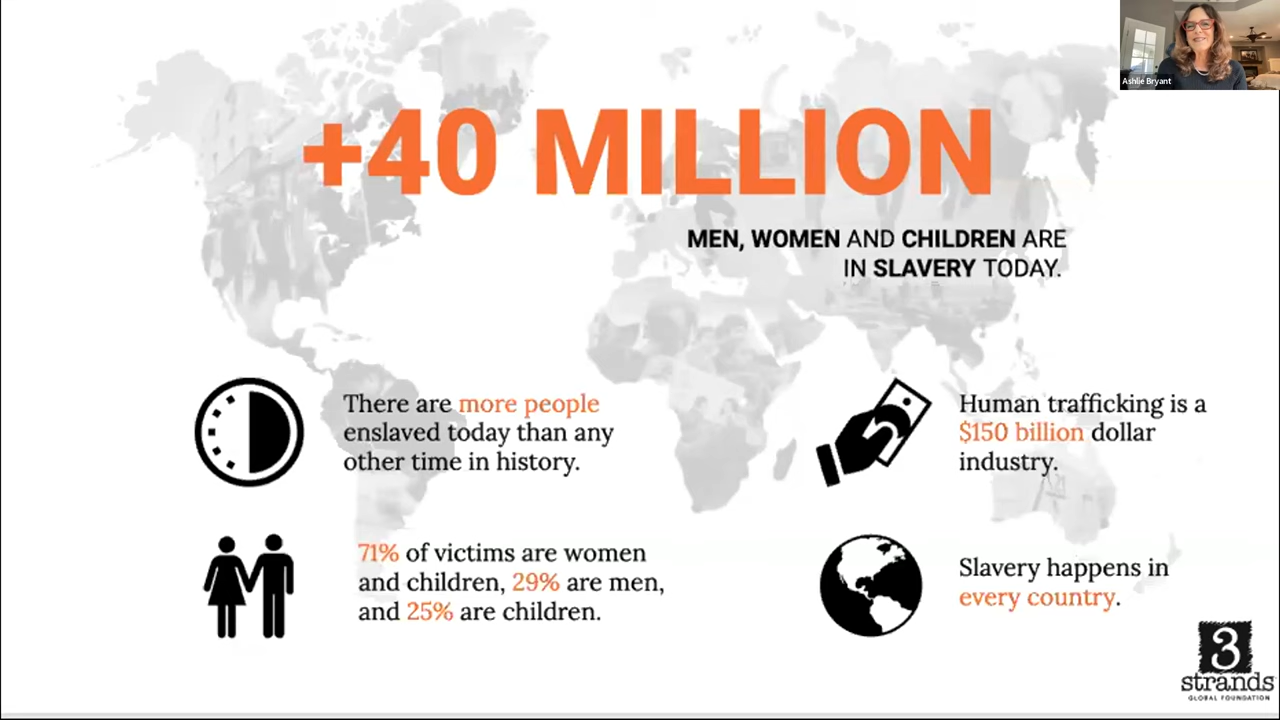 Ashlie Bryant
+40 MILLION
MEN, WOMEN AND CHILDREN ARE
IN SLAVERY TODAY.
There are more people
enslaved today than any
other time in history.
Human trafficking is a
$150 billion dollar
industry.
71% of victims are women
and children, 29% are men,
and 25% are children.
Slavery happens in
every country.
3
strands
GLOBAL FOUNDATION